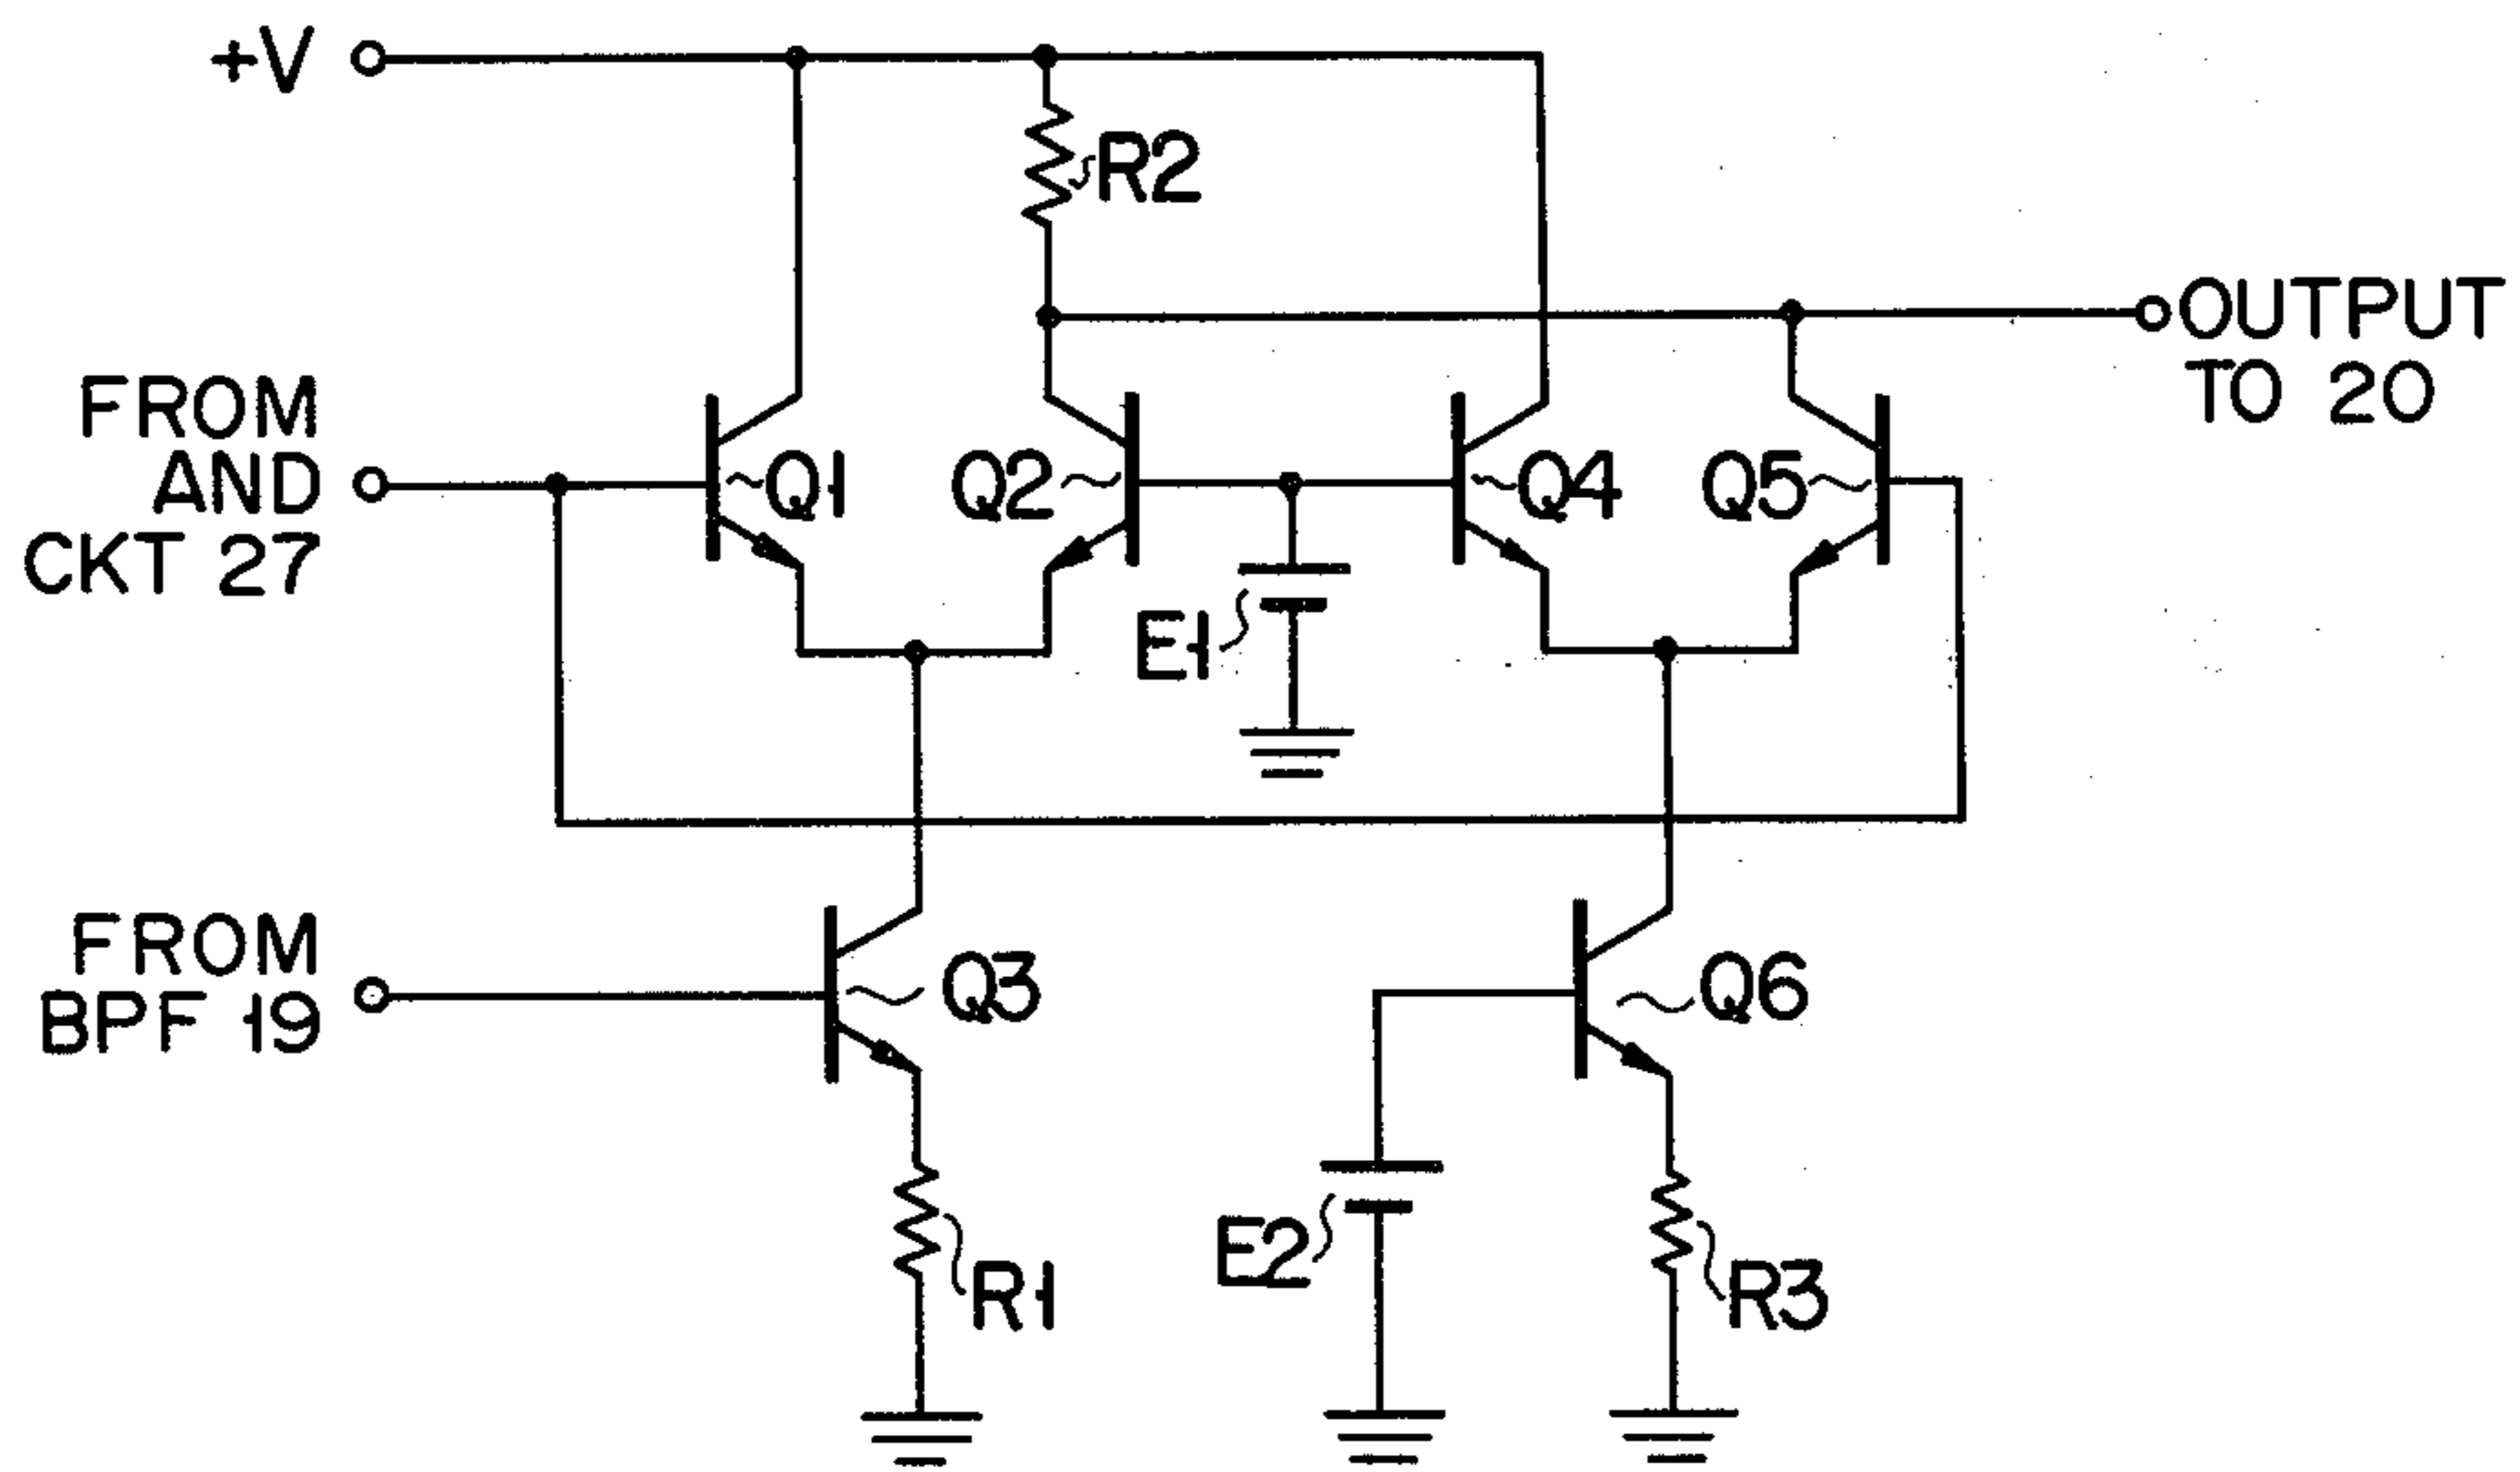 +V
R2
OUTPUT
TO 20
FROM
AND
CKT 27
Q1
Q2
Q4
Q5
E1
FROM
BPF 19
Q3
Q6
E2
R1
R3